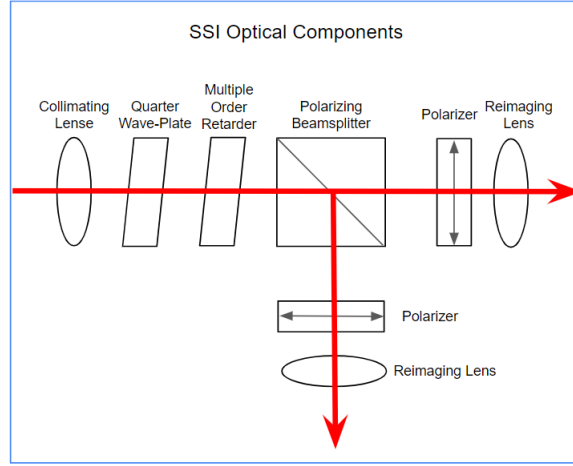 SSI Optical Components
Collimating
Lense
Quarter
Wave-Plate
Multiple
Order
Retarder
Polarizing
Beamsplitter
Polarizer
Reimaging
Lens
Polarizer
Reimaging Lens